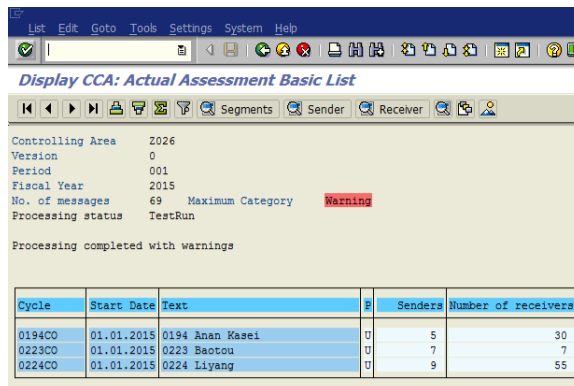 List Edit Goto Tools Settings System Help
Display CCA: Actual Assessment Basic List
Segments Sender Receiver
Controlling Area Z026
Version 0
Period 001
Fiscal Year 2015
No. of messages 69 Maximum Category Warning
Processing status TestRun
Processing completed with warnings
Cycle Start Date Text P Senders Number of receivers
0194CO 01.01.2015 0194 Anan Kasei U 5 30
0223CO 01.01.2015 0223 Baotou U 7 7
0224CO 01.01.2015 0224 Liyang U 9 55